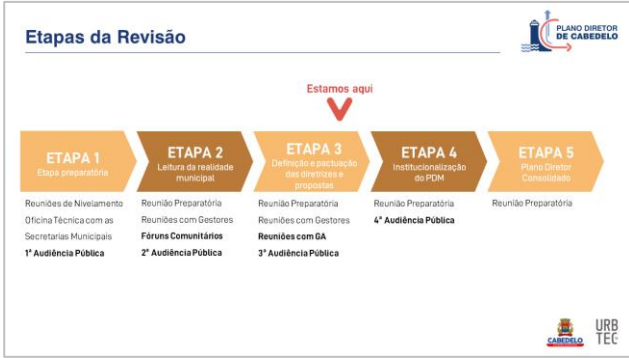 Etapas da Revisão
PLANO DIRETOR
DE CABEDELO
Estamos aqui
ETAPA 1
Etapa preparatória
ETAPA 2
Leitura da realidade
municipal
ETAPA 3
Definição e pactuação
das diretrizes e
propostas
ETAPA 4
Institucionalização
do PDM
ETAPA 5
Plano Diretor
Consolidado
Reuniões de Nivelamento
Oficina Técnica com as
Secretarias Municipais
1ª Audiência Pública
Reunião Preparatória
Reuniões com Gestores
Fóruns Comunitários
2ª Audiência Pública
Reunião Preparatória
Reuniões com Gestores
Reuniões com GA
3ª Audiência Pública
Reunião Preparatória
4ª Audiência Pública
Reunião Preparatória
CABEDELO
URB
TEC